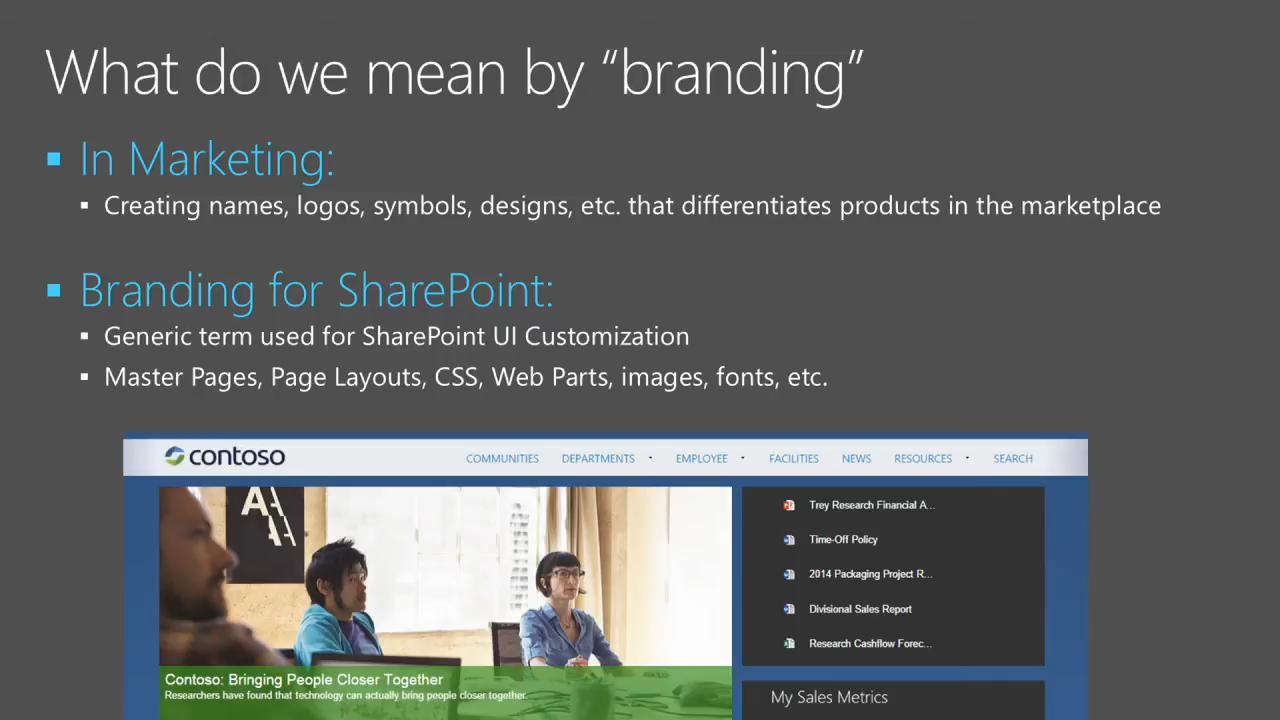 What do we mean by “branding”
▪ In Marketing:
▪ Creating names, logos, symbols, designs, etc. that differentiates products in the marketplace
▪ Branding for SharePoint:
▪ Generic term used for SharePoint UI Customization
▪ Master Pages, Page Layouts, CSS, Web Parts, images, fonts, etc.
contoso COMMUNITIES DEPARTMENTS EMPLOYEE FACILITIES NEWS RESOURCES SEARCH
Trey Research Financial A...
Time-Off Policy
2014 Packaging Project R...
Divisional Sales Report
Research Cashflow Forec...
Contoso: Bringing People Closer Together
Researchers have found that technology can actually bring people closer together.
My Sales Metrics